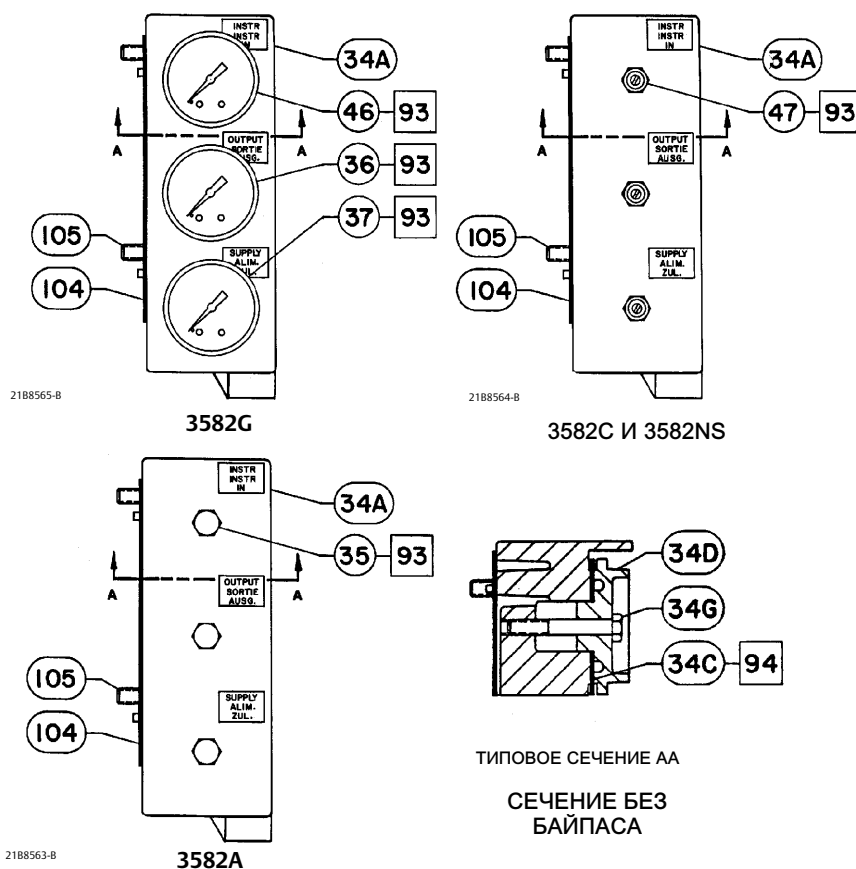 INSTR
INSTR
IN
34A
46
93
A
A
OUTPUT
SORTIE
AUSG.
36
93
37
93
105
SUPPLY
ALIM.
ZUL.
104
21B8565-B
3582G
INSTR
INSTR
IN
34A
47
93
A
A
OUTPUT
SORTIE
AUSG.
105
SUPPLY
ALIM.
ZUL.
104
21B8564-B
3582C И 3582NS
INSTR
INSTR
IN
34A
35
93
A
A
OUTPUT
SORTIE
AUSG.
105
SUPPLY
ALIM.
ZUL.
104
21B8563-B
3582A
34D
34G
34C
94
ТИПОВОЕ СЕЧЕНИЕ АА
СЕЧЕНИЕ БЕЗ
БАЙПАСА